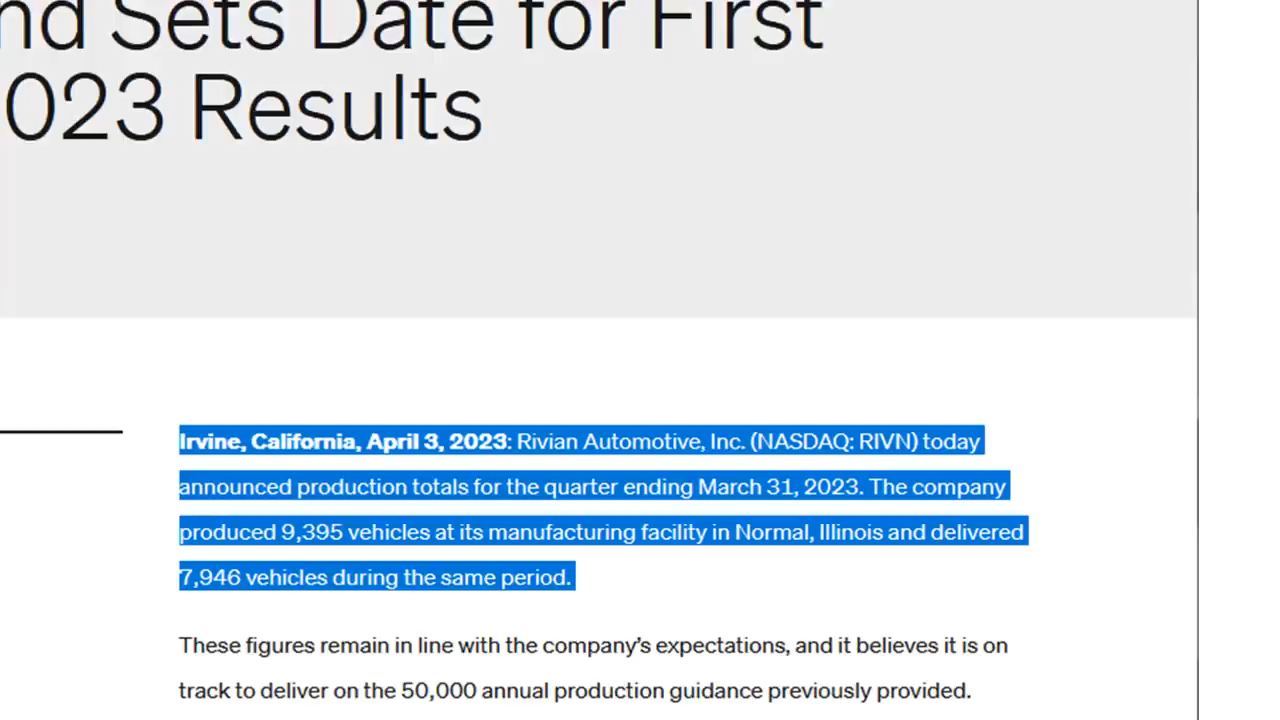 nd Sets Date for First
023 Results
Irvine, California, April 3, 2023: Rivian Automotive, Inc. (NASDAQ: RIVN) today
announced production totals for the quarter ending March 31, 2023. The company
produced 9,395 vehicles at its manufacturing facility in Normal, Illinois and delivered
7,946 vehicles during the same period.
These figures remain in line with the company’s expectations, and it believes it is on
track to deliver on the 50,000 annual production guidance previously provided.